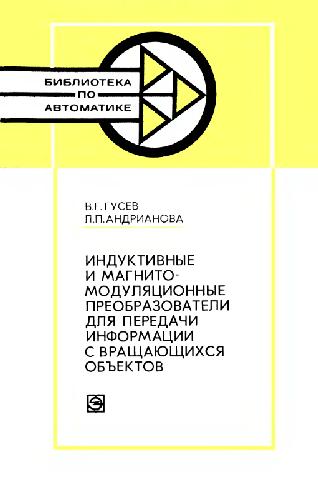 БИБЛИОТЕКА
ПО
АВТОМАТИКЕ
В.Г.ГУСЕВ
Л.П.АНДРИАНОВА
ИНДУКТИВНЫЕ
И МАГНИТО-
МОДУЛЯЦИОННЫЕ
ПРЕОБРАЗОВАТЕЛИ
ДЛЯ ПЕРЕДАЧИ
ИНФОРМАЦИИ
С ВРАЩАЮЩИХСЯ
ОБЪЕКТОВ